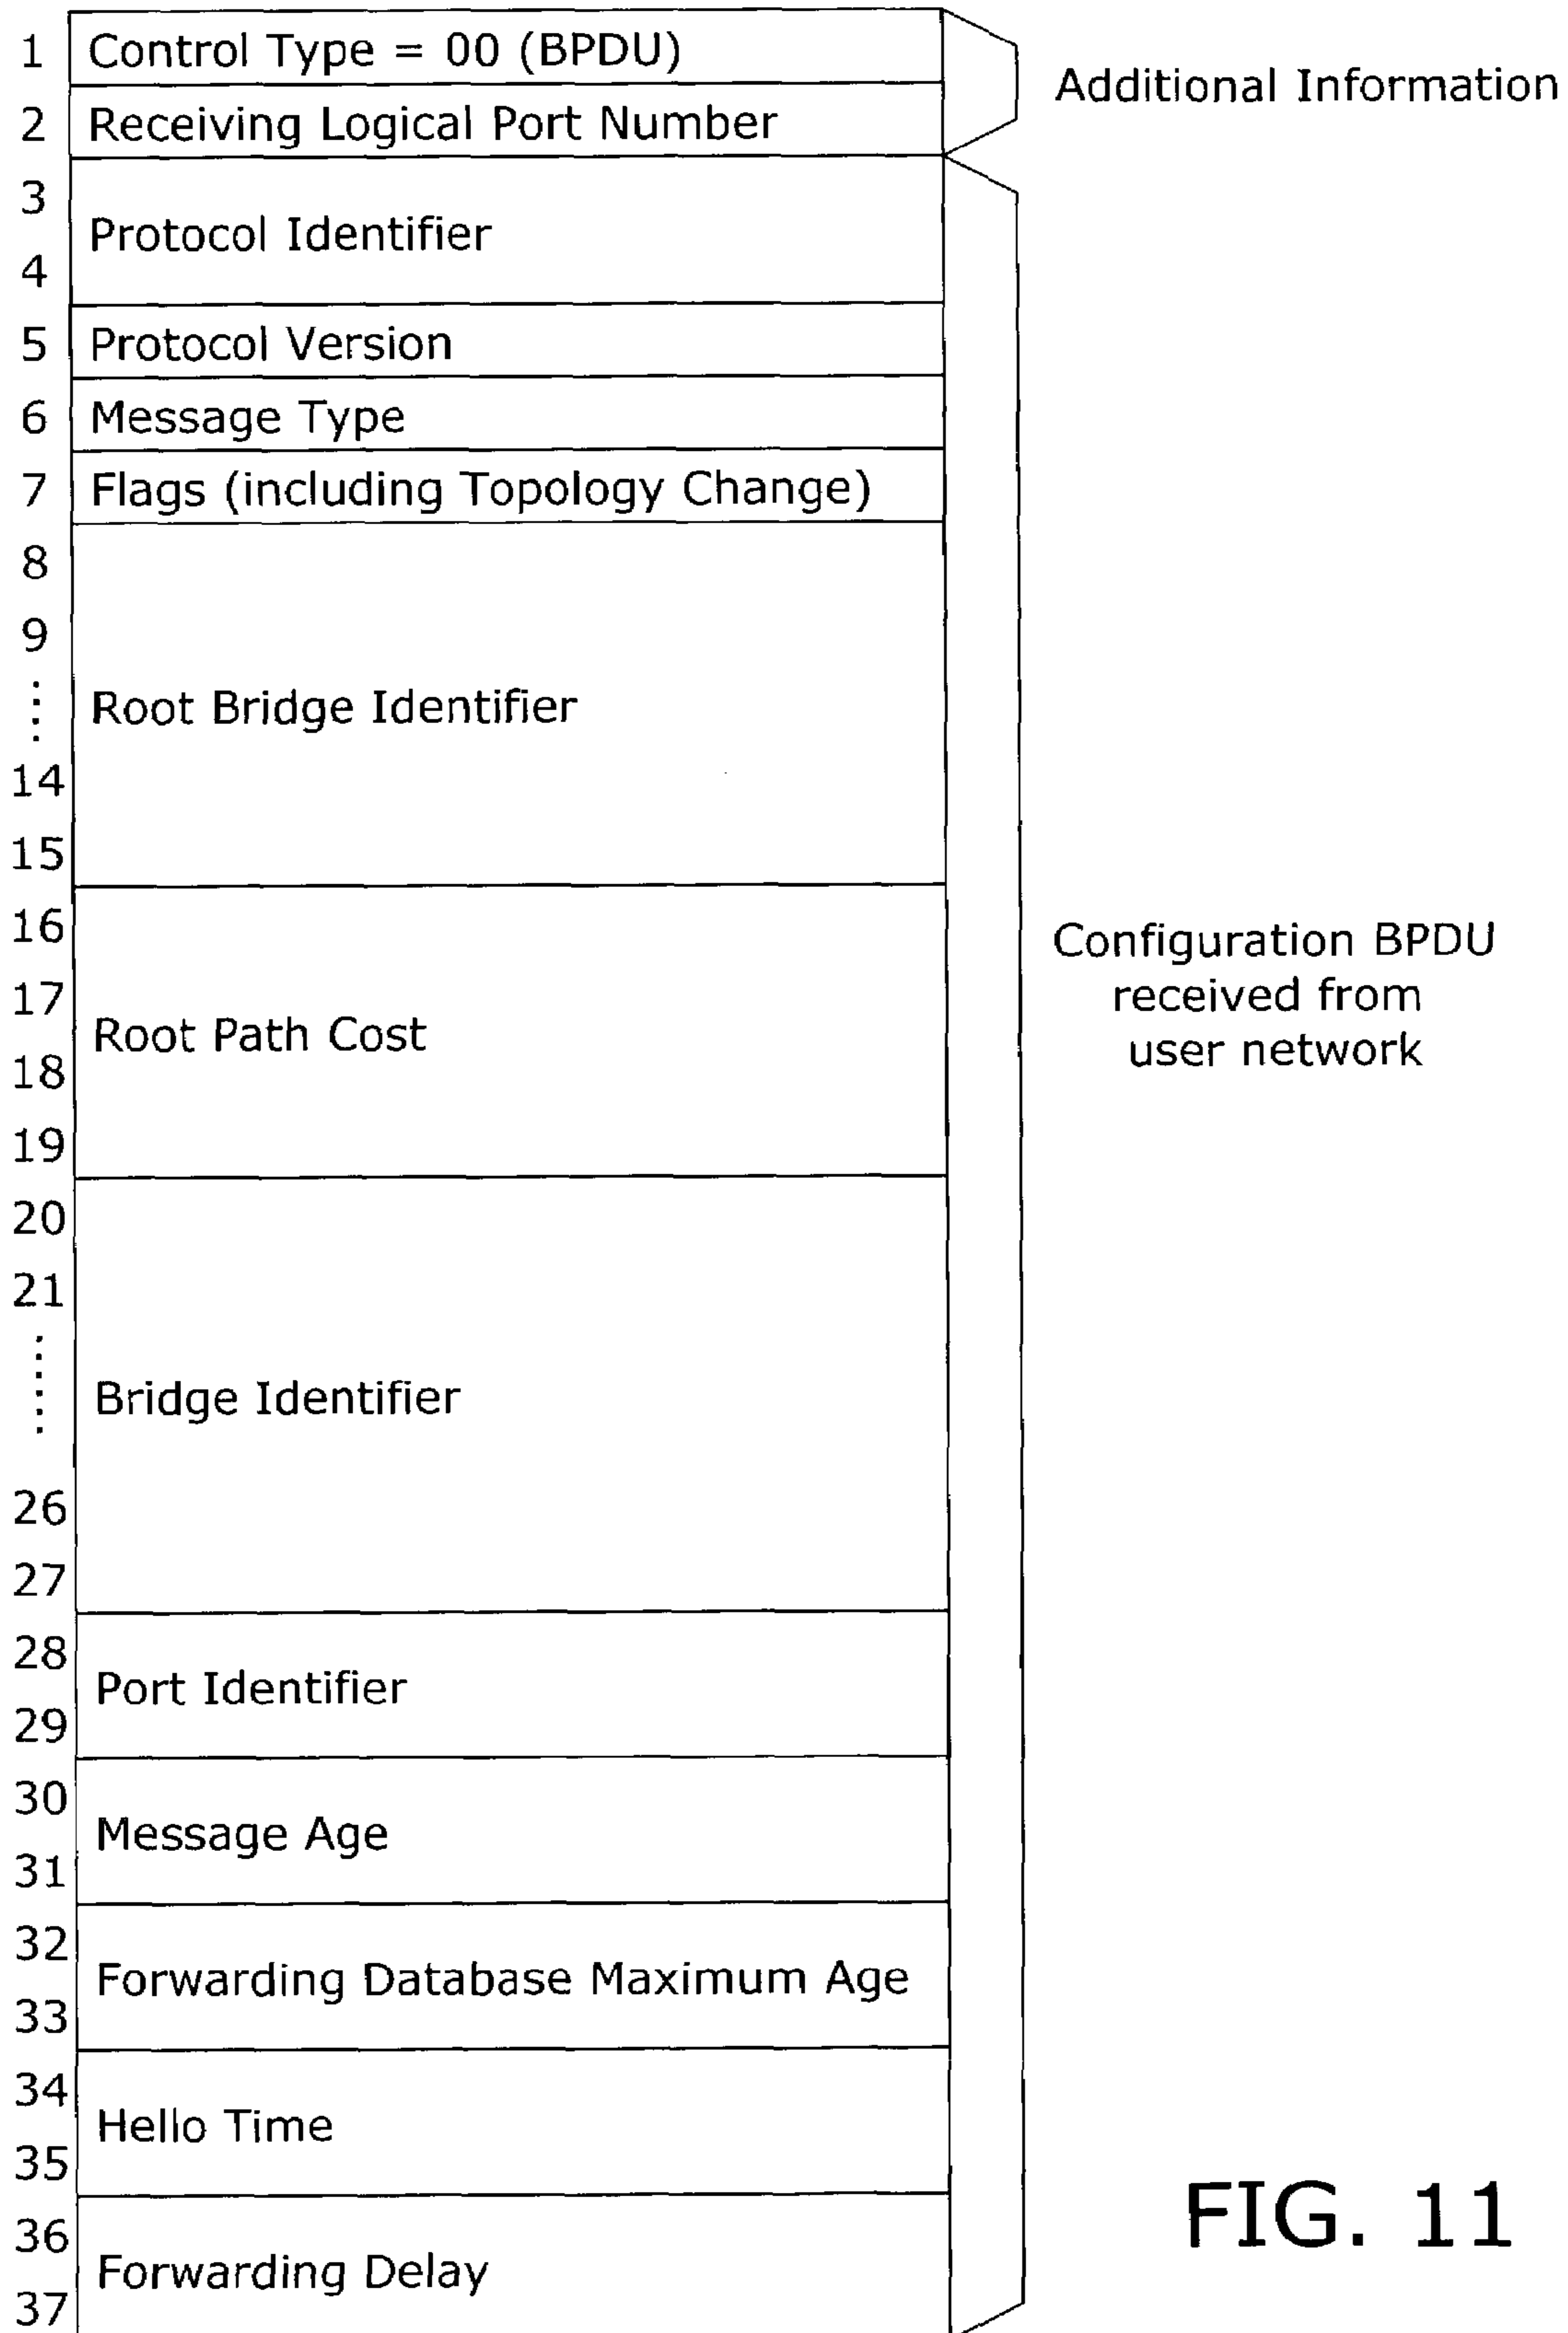 1 Control Type = 00 (BPDU)
2 Receiving Logical Port Number
Additional Information
3
4
Protocol Identifier
5 Protocol Version
6 Message Type
7 Flags (including Topology Change)
8
9
⋮
14
15
Root Bridge Identifier
16
17
18
19
Root Path Cost
Configuration BPDU
received from
user network
20
21
⋮
26
27
Bridge Identifier
28
29
Port Identifier
30
31
Message Age
32
33
Forwarding Database Maximum Age
34
35
Hello Time
36
37
Forwarding Delay
FIG. 11